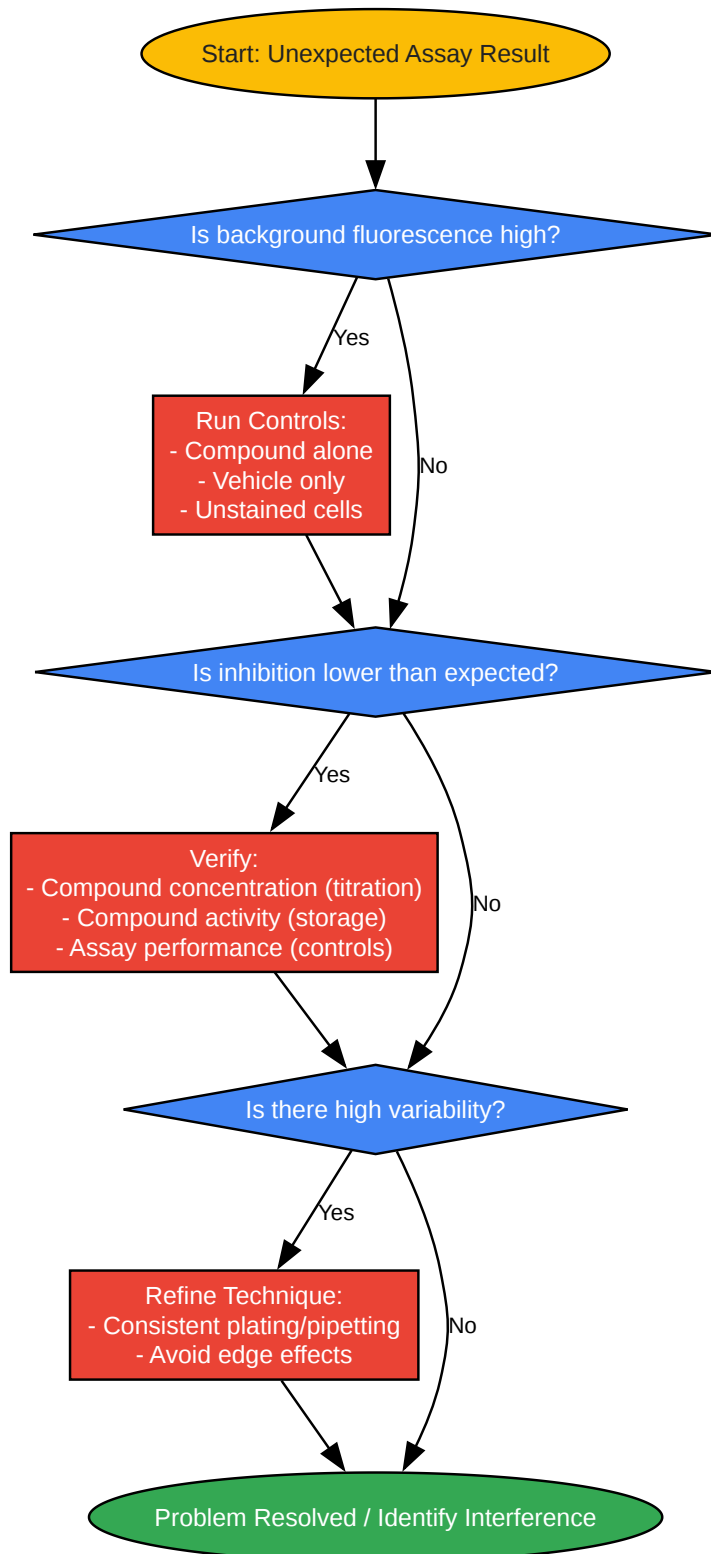 Start: Unexpected Assay Result
Is background fluorescence high?
Yes
Run Controls:
- Compound alone
- Vehicle only
- Unstained cells
No
Is inhibition lower than expected?
Yes
Verify:
- Compound concentration (titration)
- Compound activity (storage)
- Assay performance (controls)
No
Is there high variability?
Yes
Refine Technique:
- Consistent plating/pipetting
- Avoid edge effects
No
Problem Resolved / Identify Interference